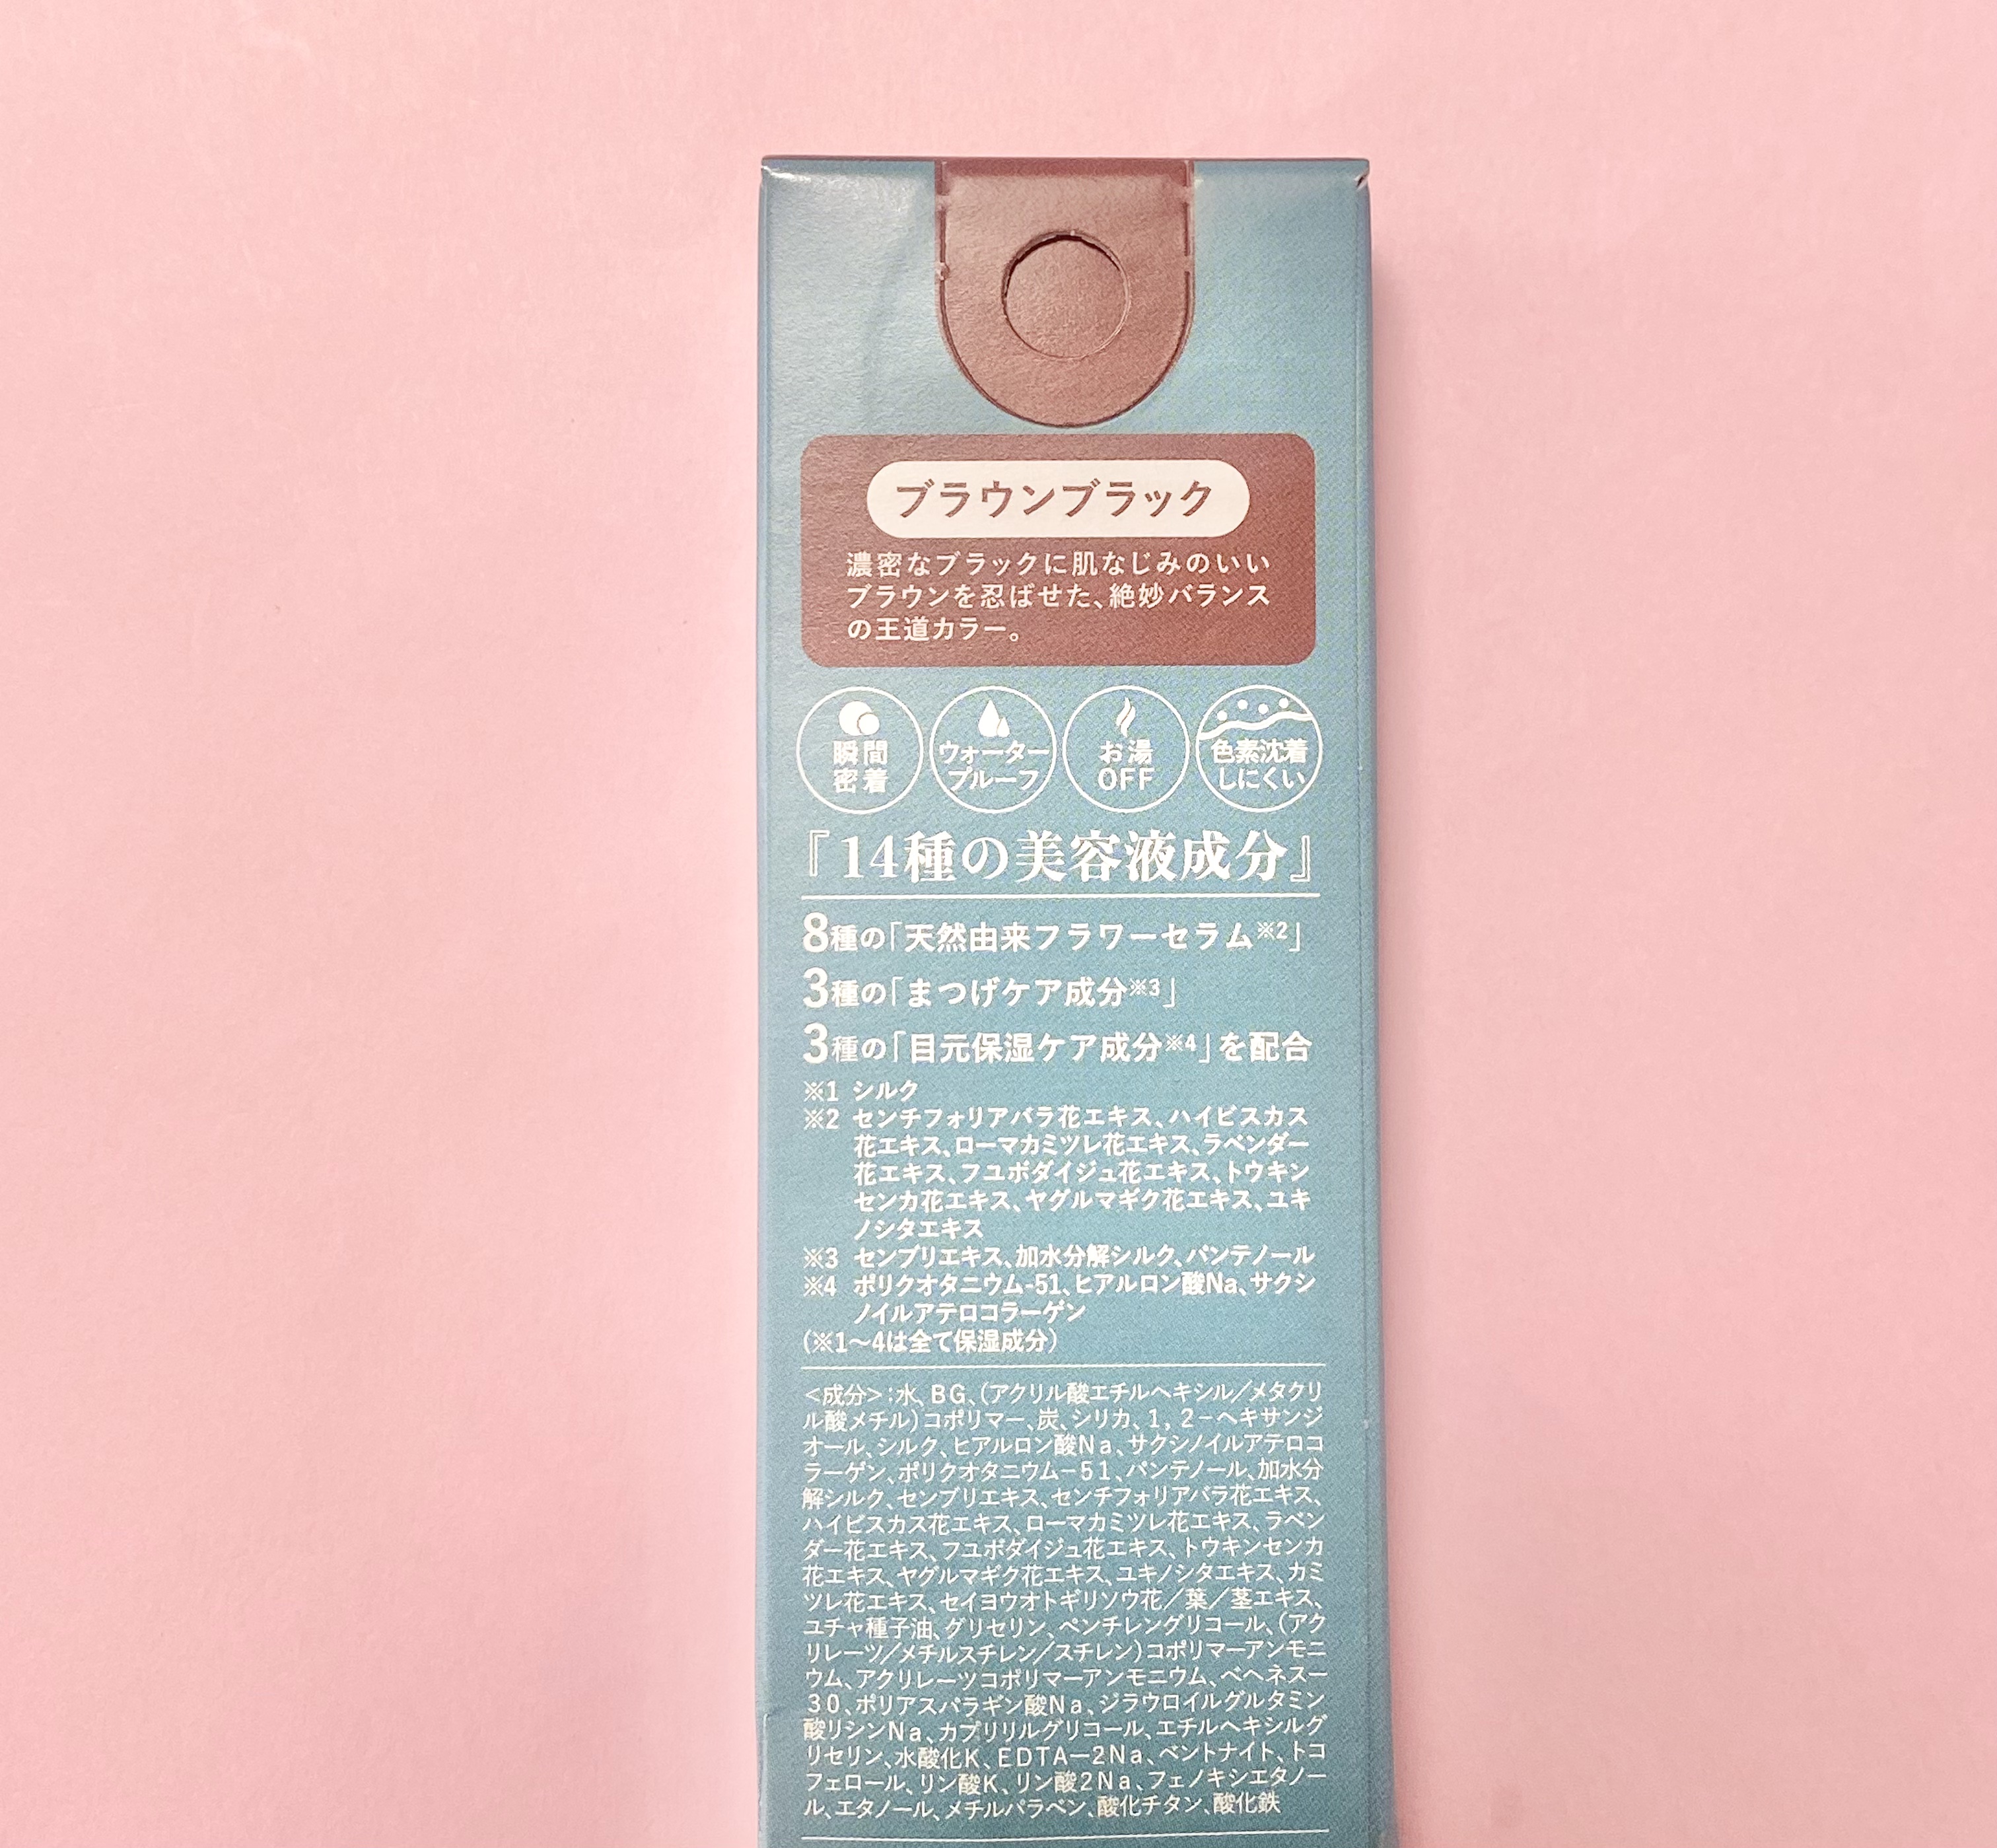 ブラウンブラック
濃密なブラックに肌なじみのいい
ブラウンを忍ばせた、絶妙バランス
の王道カラー。
瞬間
密着
ウォーター
プルーフ
お湯
OFF
色素沈着
しにくい
『14種の美容液成分』
8種の「天然由来フラワーセラム※2」
3種の「まつげケア成分※3」
3種の「目元保湿ケア成分※4」を配合
※1 シルク
※2 センチフォリアバラ花エキス、ハイビスカス
花エキス、ローマカミツレ花エキス、ラベンダー
花エキス、フユボダイジュ花エキス、トウキン
センカ花エキス、ヤグルマギク花エキス、ユキ
ノシタエキス
※3 センブリエキス、加水分解シルク、パンテノール
※4 ポリクオタニウム-51、ヒアルロン酸Na、サクシ
ノイルアテロコラーゲン
(※1～4は全て保湿成分)
<成分>:水、BG、(アクリル酸エチルヘキシル/メタクリ
ル酸メチル)コポリマー、炭、シリカ、1,2-ヘキサンジ
オール、シルク、ヒアルロン酸Na、サクシノイルアテロコ
ラーゲン、ポリクオタニウム-51、パンテノール、加水分
解シルク、センブリエキス、センチフォリアバラ花エキス、
ハイビスカス花エキス、ローマカミツレ花エキス、ラベン
ダー花エキス、フユボダイジュ花エキス、トウキンセンカ
花エキス、ヤグルマギク花エキス、ユキノシタエキス、カミ
ツレ花エキス、セイヨウオトギリソウ花/葉/茎エキス、
ユチャ種子油、グリセリン、ペンチレングリコール、(アク
リレーツ/メチルスチレン/スチレン)コポリマーアンモニ
ウム、アクリレーツコポリマーアンモニウム、ベヘネスー
30、ポリアスパラギン酸Na、ジラウロイルグルタミン
酸リシンNa、カプリリルグリコール、エチルヘキシルグ
リセリン、水酸化K、EDTAー2Na、ベントナイト、トコ
フェロール、リン酸K、リン酸2Na、フェノキシエタノー
ル、エタノール、メチルパラベン、酸化チタン、酸化鉄